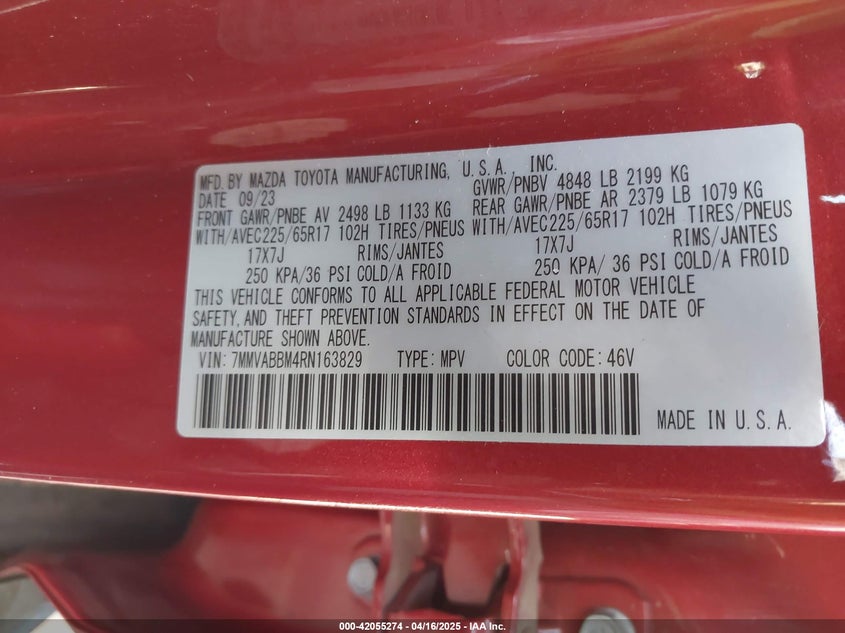 MFD. BY MAZDA TOYOTA MANUFACTURING, U.S.A., INC.
DATE 09/23 GVWR/PNBV 4848 LB 2199 KG
FRONT GAWR/PNBE AV 2498 LB 1133 KG REAR GAWR/PNBE AR 2379 LB 1079 KG
WITH/AVEC225/65R17 102H TIRES/PNEUS WITH/AVEC225/65R17 102H TIRES/PNEUS
17X7J RIMS/JANTES 17X7J RIMS/JANTES
250 KPA/36 PSI COLD/A FROID 250 KPA/ 36 PSI COLD/A FROID
THIS VEHICLE CONFORMS TO ALL APPLICABLE FEDERAL MOTOR VEHICLE
SAFETY, AND THEFT PREVENTION STANDARDS IN EFFECT ON THE DATE OF
MANUFACTURE SHOWN ABOVE.
VIN: 7MMVABBM4RN163829 TYPE: MPV COLOR CODE: 46V
MADE IN U.S.A.
000-42055274 - 04/16/2025 - IAA Inc.